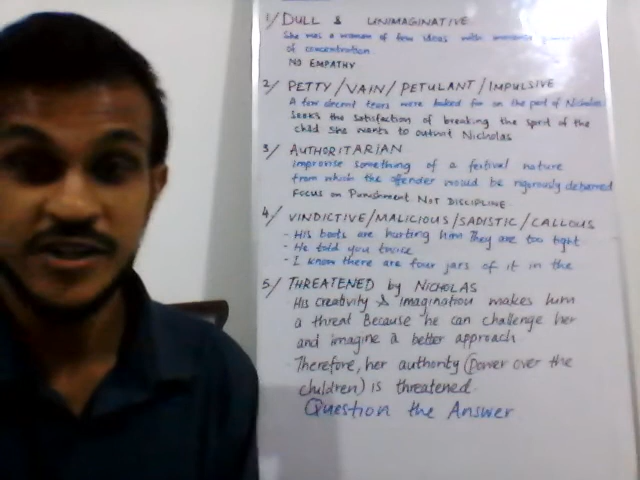 1/ DULL & UNIMAGINATIVE
She was a woman of few ideas with immense powers
of concentration.
NO EMPATHY
2/ PETTY/VAIN/PETULANT/IMPULSIVE
A few decent tears were looked for on the part of Nicholas
Seeks the satisfaction of breaking the spirit of the
child She wants to outwit Nicholas
3/ AUTHORITARIAN
improvise something of a festival nature
from which the offender would be rigorously debarred
Focus on Punishment NOT DISCIPLINE
4/ VINDICTIVE/MALICIOUS/SADISTIC/CALLOUS
- His boots are hurting him They are too tight
- He told you twice
- I know there are four jars of it in the
5/ THREATENED by NICHOLAS
His creativity & imagination makes him
a threat Because he can challenge her
and imagine a better approach
Therefore, her authority (power over the
children) is threatened.
Question the Answer